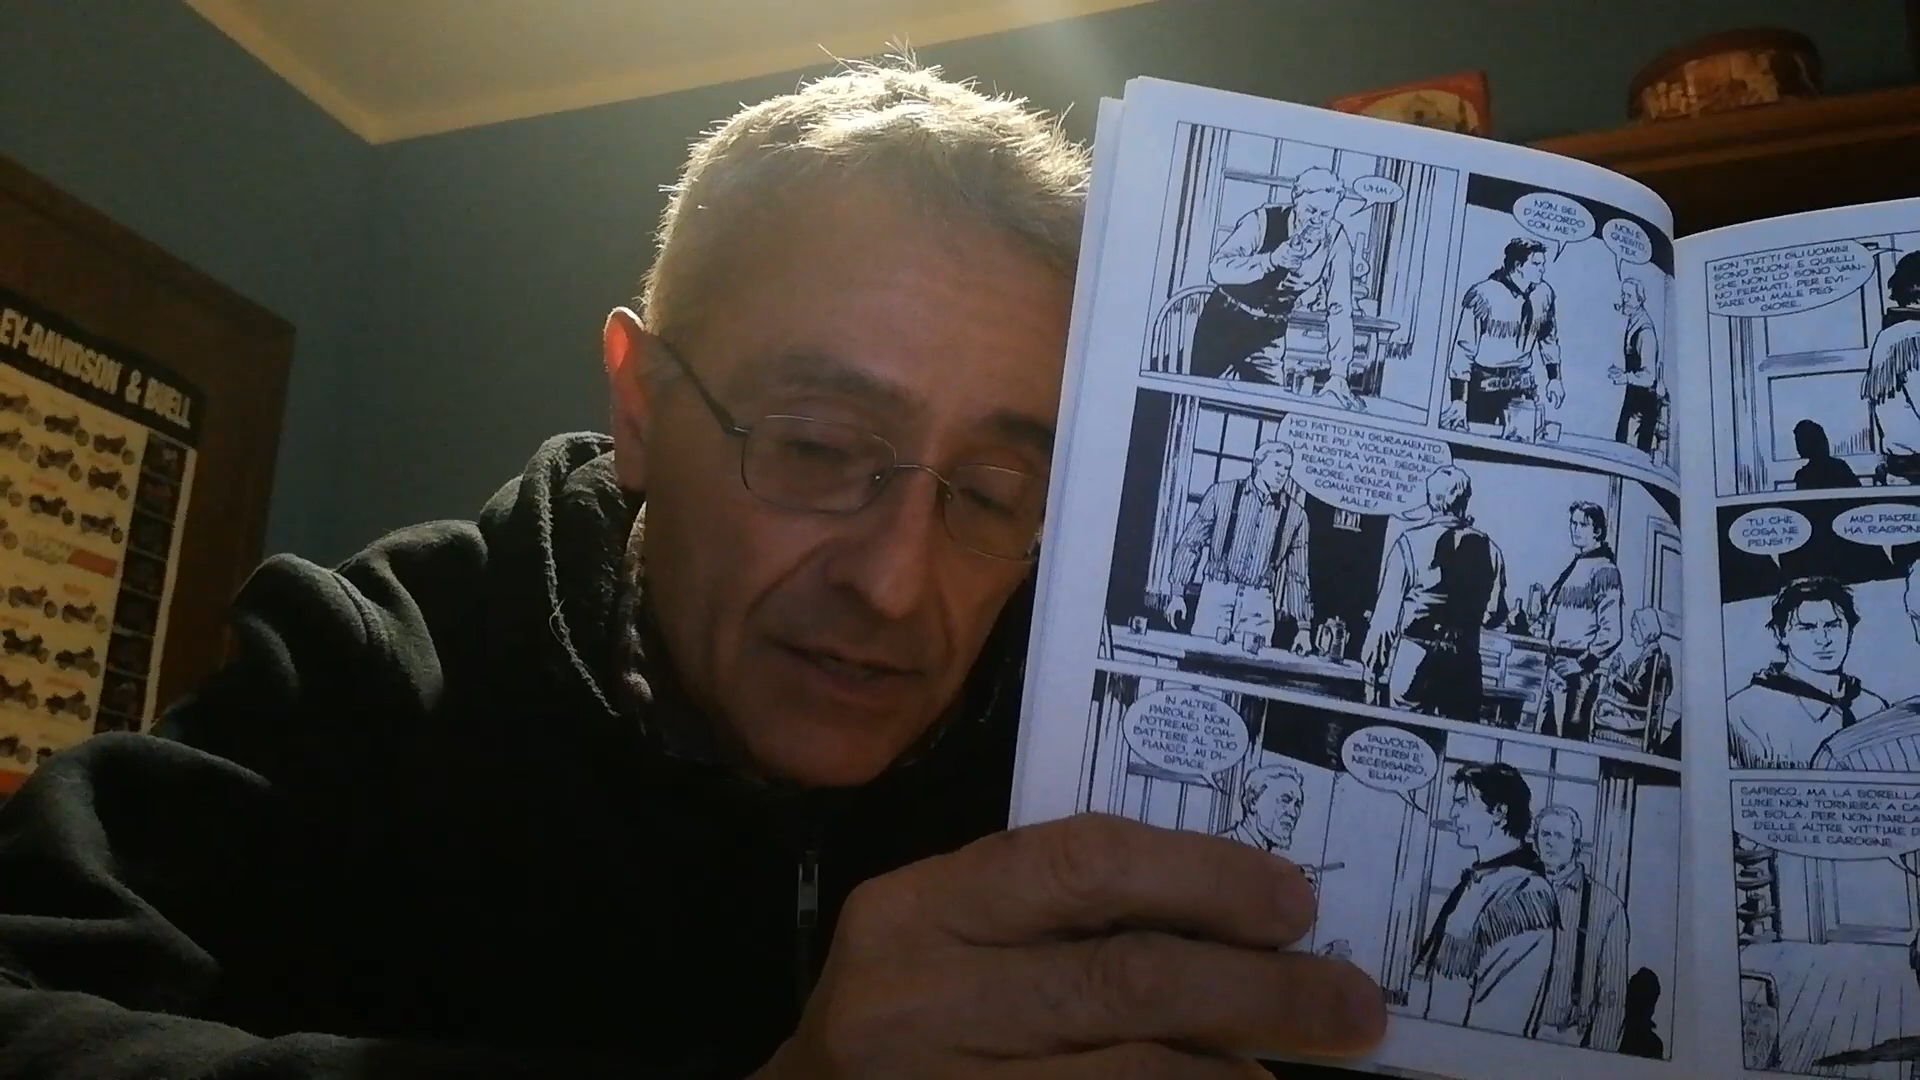 EY-DAVIDSON & BUELL
UHM!
NON SEI
D'ACCORDO
CON ME?
NON È
QUESTO,
TEX.
HO FATTO UN GIURAMENTO.
NIENTE PIU' VIOLENZA NEL-
LA NOSTRA VITA. SEGUI-
REMO LA VIA DEL SI-
GNORE, SENZA PIU'
COMMETTERE IL
MALE!
IN ALTRE
PAROLE, NON
POTREMO COM-
BATTERE AL TUO
FIANCO. MI DI-
SPIACE.
TALVOLTA
BATTERSI E'
NECESSARIO,
ELIAH!
NON TUTTI GLI UOMINI
SONO BUONI. E QUELLI
CHE NON LO SONO VAN-
NO FERMATI, PER EVI-
TARE UN MALE PEG-
GIORE.
TU CHE
COSA NE
PENSI?
MIO PADRE
HA RAGION
CAPISCO. MA LA SORELLA
LUKE NON TORNERA' A CA
DA SOLA. PER NON PARLA
DELLE ALTRE VITTIME D
QUELLE CAROGNE...